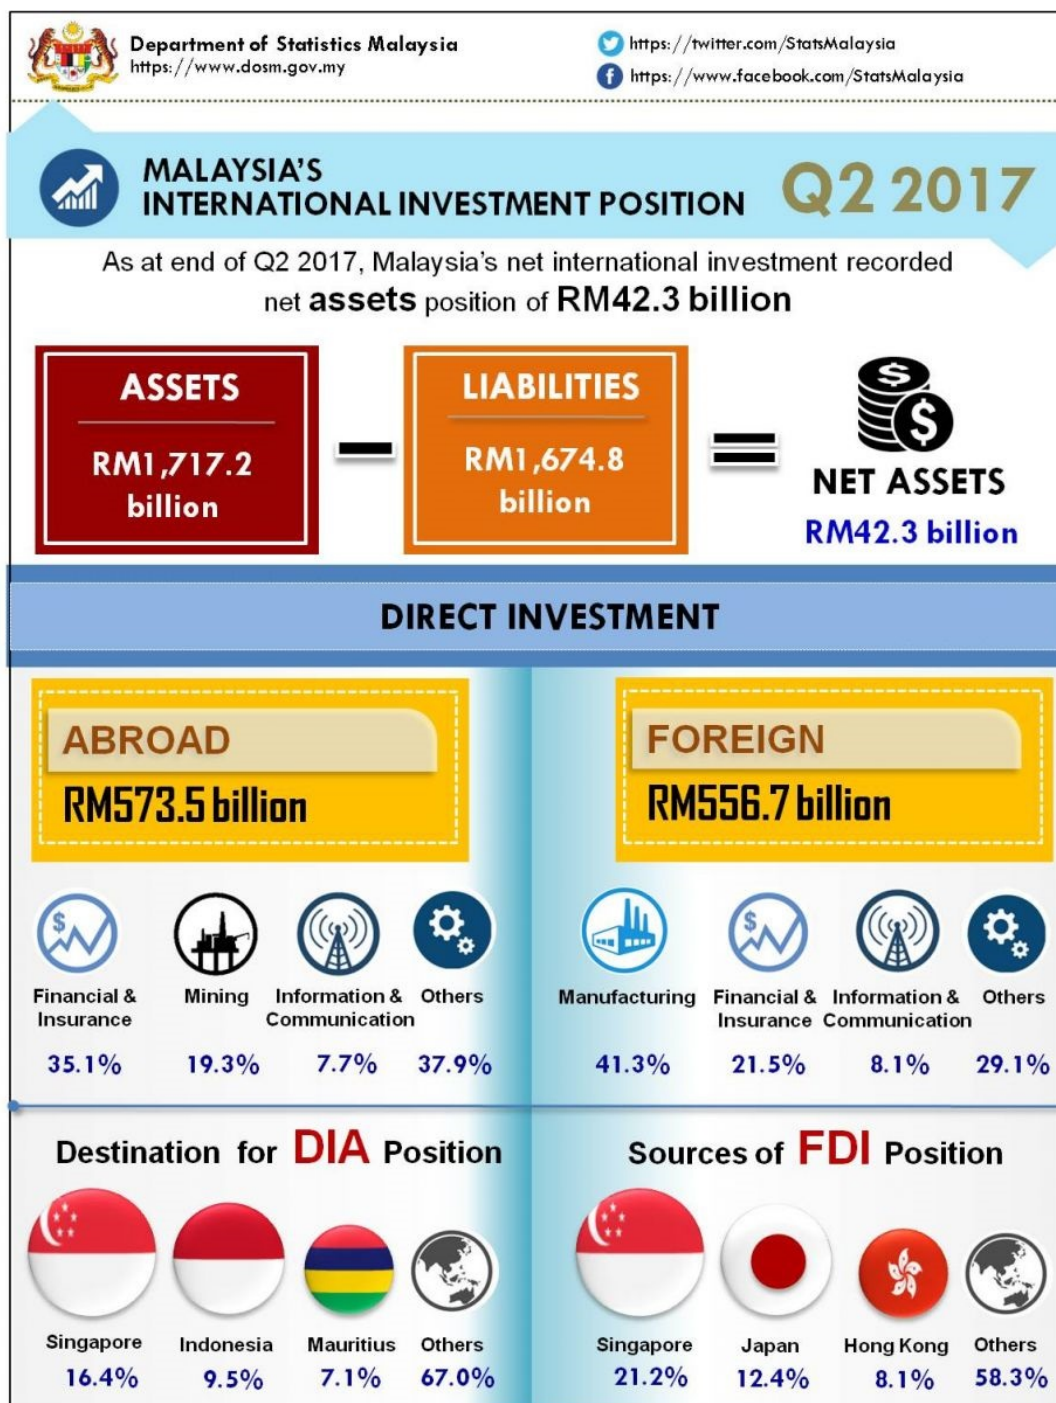 Department of Statistics Malaysia
https://www.dosm.gov.my
https://twitter.com/StatsMalaysia
https://www.facebook.com/StatsMalaysia
MALAYSIA'S
INTERNATIONAL INVESTMENT POSITION
Q2 2017
As at end of Q2 2017, Malaysia's net international investment recorded
net assets position of RM42.3 billion
ASSETS
RM1,717.2
billion
LIABILITIES
RM1,674.8
billion
NET ASSETS
RM42.3 billion
DIRECT INVESTMENT
ABROAD
RM573.5 billion
FOREIGN
RM556.7 billion
Financial &
Insurance
35.1%
Mining
19.3%
Information &
Communication
7.7%
Others
37.9%
Manufacturing
41.3%
Financial &
Insurance
21.5%
Information &
Communication
8.1%
Others
29.1%
Destination for DIA Position
Singapore
16.4%
Indonesia
9.5%
Mauritius
7.1%
Others
67.0%
Sources of FDI Position
Singapore
21.2%
Japan
12.4%
Hong Kong
8.1%
Others
58.3%